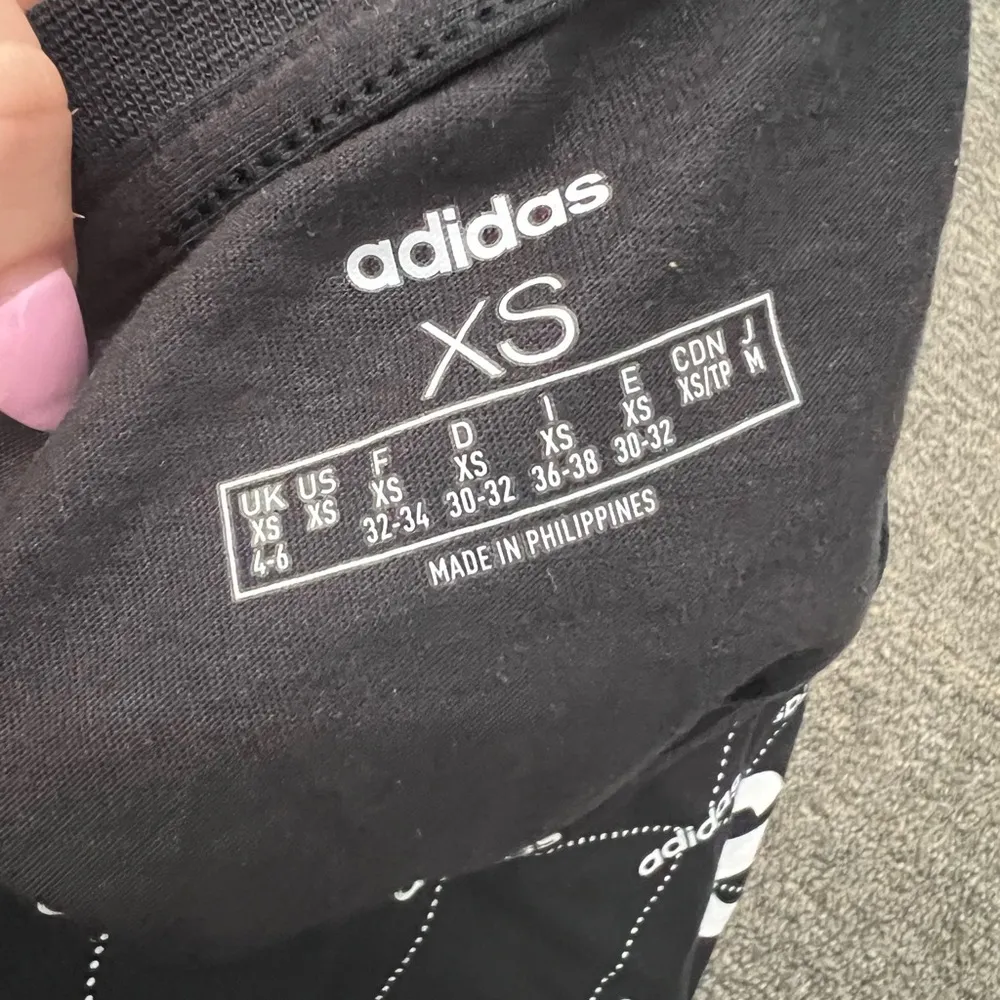 adidas
XS
UK US F D I E CDN J
XS XS XS XS XS XS XS/TP M
4-6 32-34 30-32 36-38 30-32
MADE IN PHILIPPINES
adidas